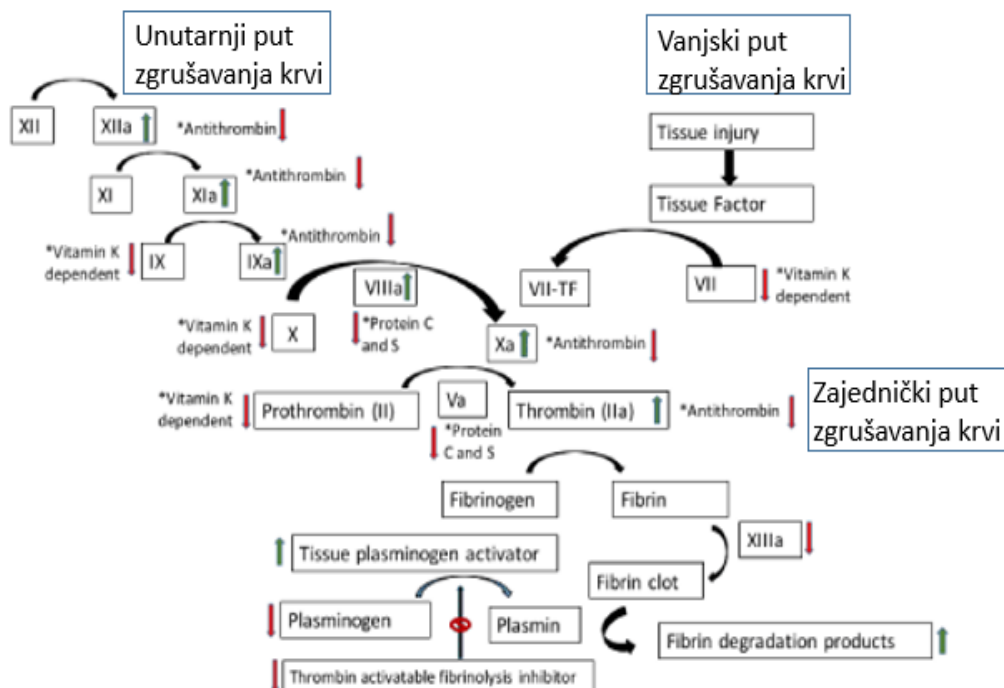 Unutarnji put
zgrušavanja krvi
Vanjski put
zgrušavanja krvi
XII
XIIa
*Antithrombin
Tissue injury
XI
XIa
*Antithrombin
Tissue Factor
*Vitamin K
dependent
IX
IXa
*Antithrombin
VIIIa
VII-TF
VII
*Vitamin K
dependent
*Vitamin K
dependent
X
*Protein C
and S
Xa
*Antithrombin
*Vitamin K
dependent
Prothrombin (II)
Va
Thrombin (IIa)
*Antithrombin
Zajednički put
zgrušavanja krvi
*Protein
C and S
Fibrinogen
Fibrin
XIIIa
Tissue plasminogen activator
Fibrin clot
Plasminogen
Plasmin
Fibrin degradation products
Thrombin activatable fibrinolysis inhibitor